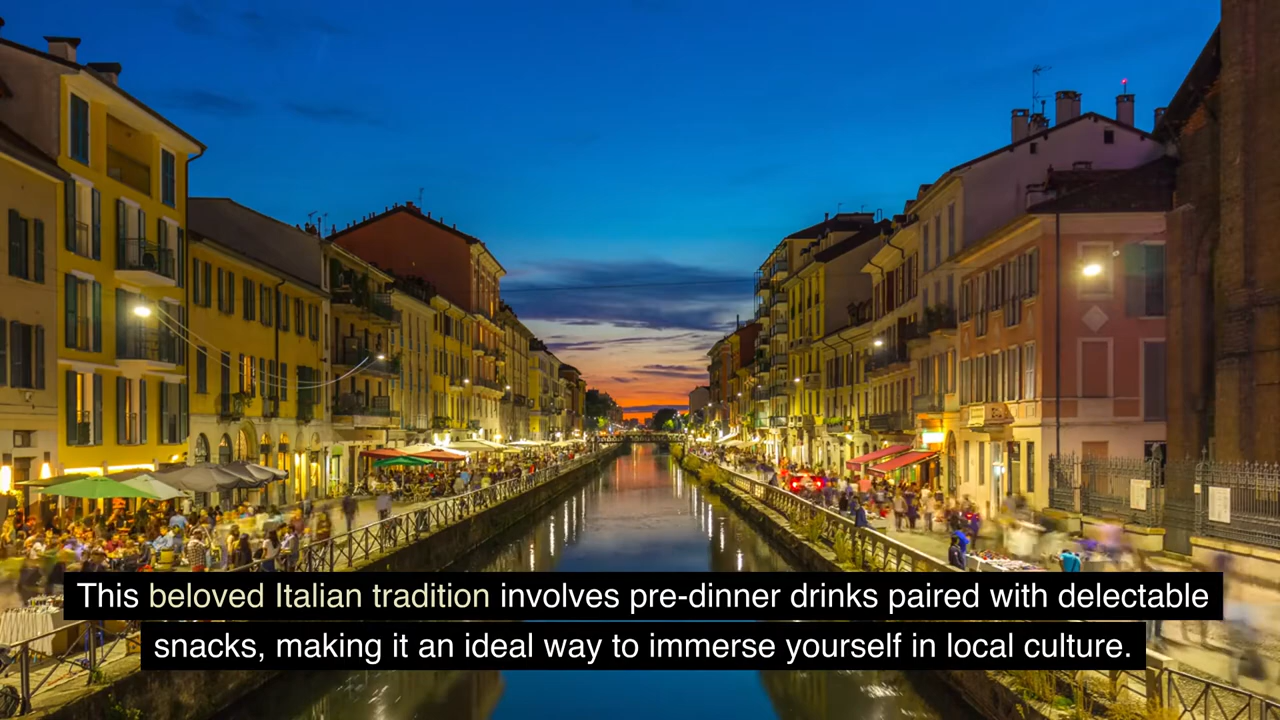 This beloved Italian tradition involves pre-dinner drinks paired with delectable
snacks, making it an ideal way to immerse yourself in local culture.